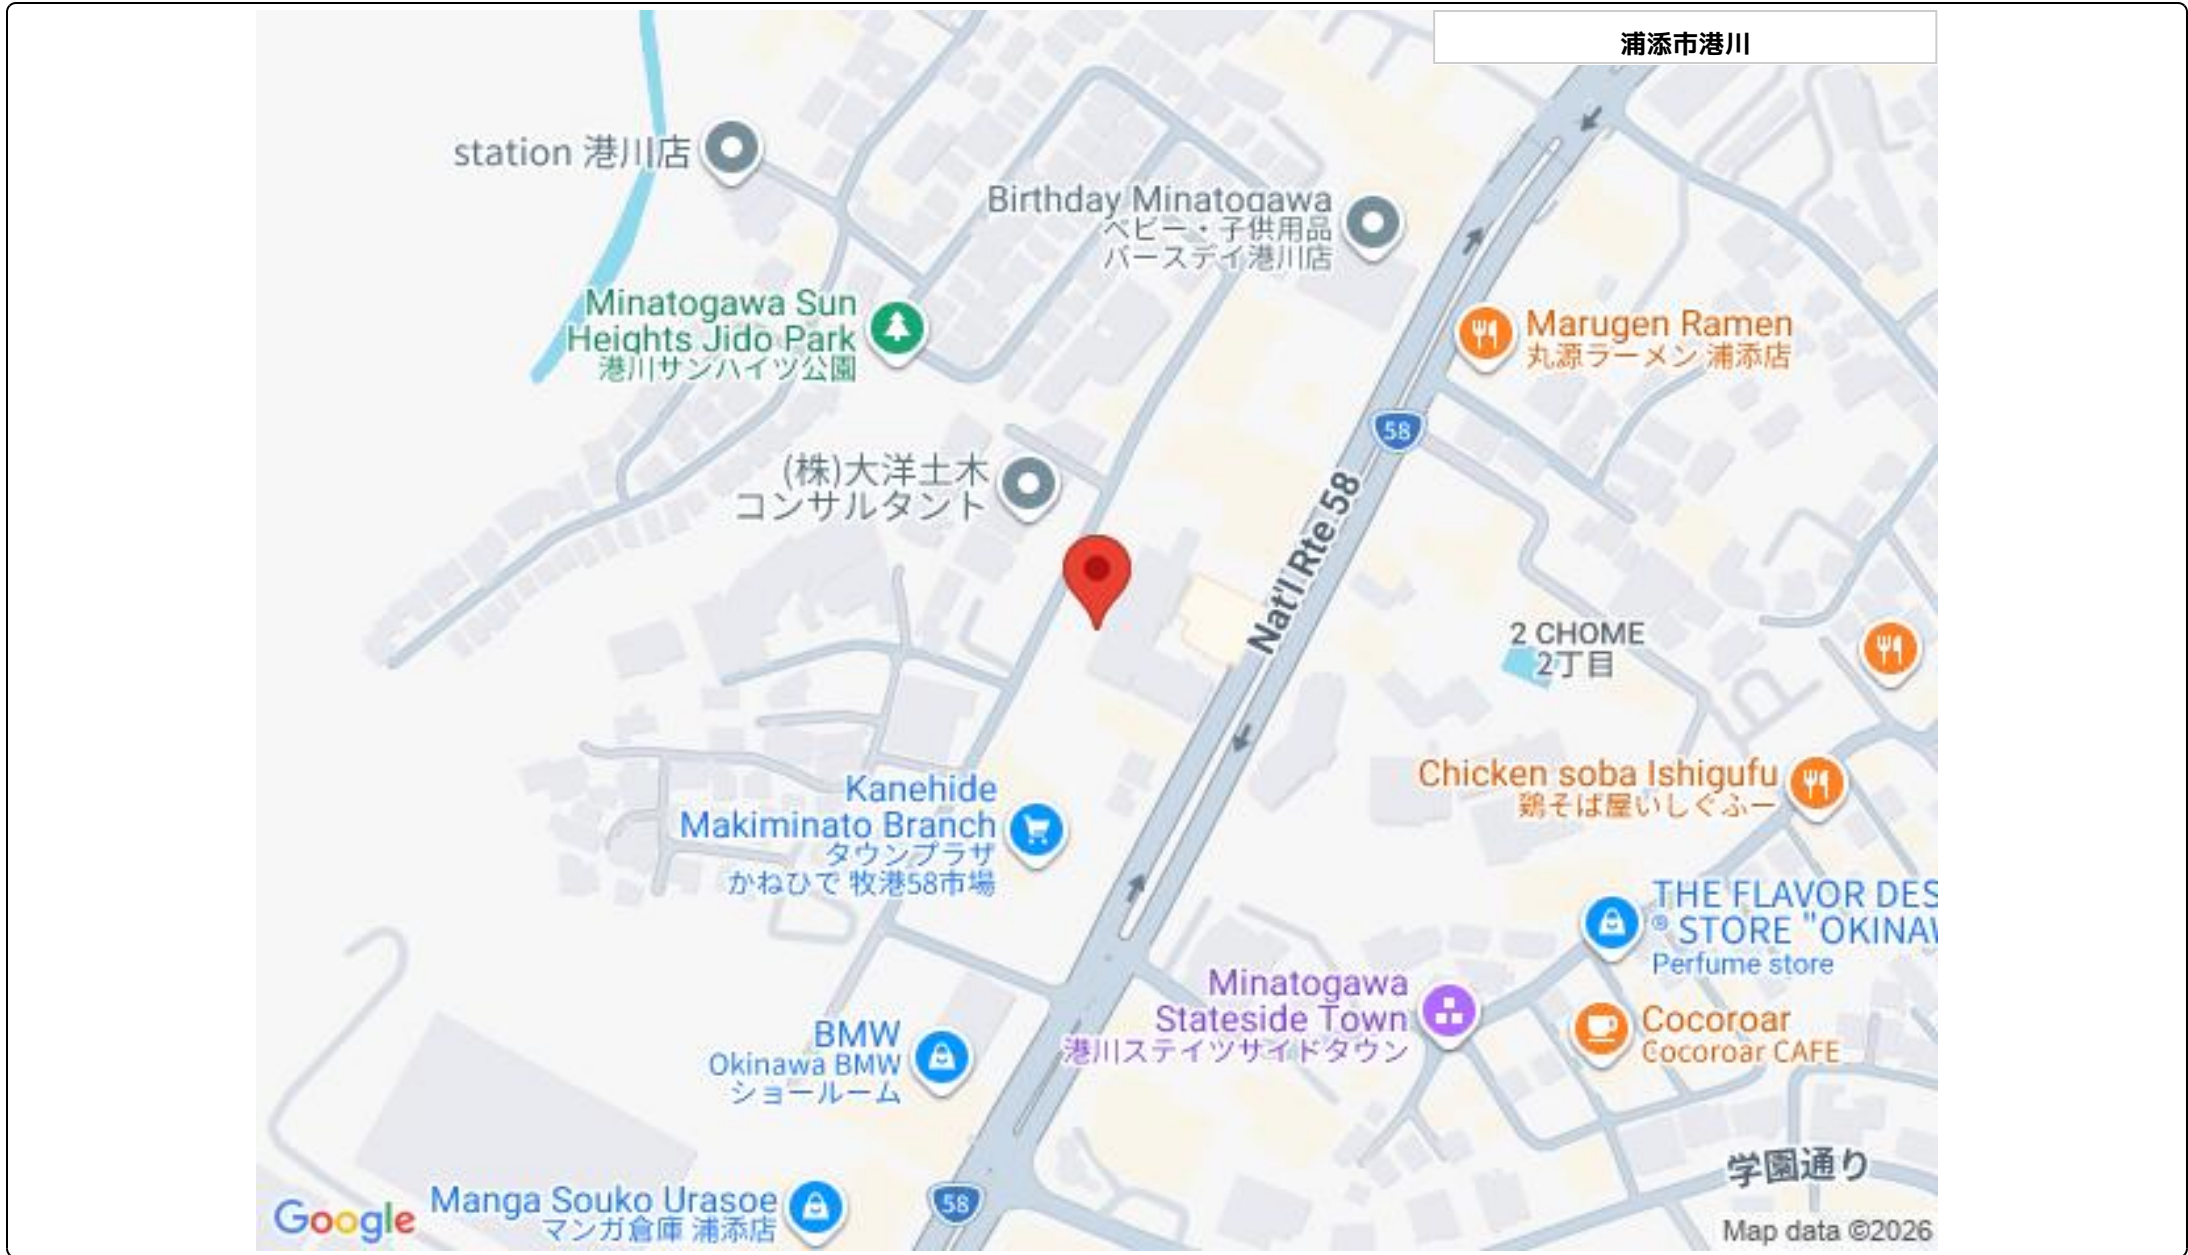 浦添市港川
station 港川店
Birthday Minatogawa
ベビー・子供用品
バースデイ港川店
Minatogawa Sun
Heights Jido Park
港川サンハイツ公園
Marugen Ramen
丸源ラーメン 浦添店
58
(株)大洋土木
コンサルタント
Nat'l Rte 58
2 CHOME
2丁目
Kanehide
Makiminato Branch
タウンプラザ
かねひで 牧港58市場
Chicken soba Ishigufu
鶏そば屋いしぐふー
THE FLAVOR DES
® STORE "OKINAW
Perfume store
Minatogawa
Stateside Town
港川ステイツサイドタウン
Cocoroar
Cocoroar CAFE
BMW
Okinawa BMW
ショールーム
学園通り
Manga Souko Urasoe
マンガ倉庫 浦添店
58
Google
Map data ©2026